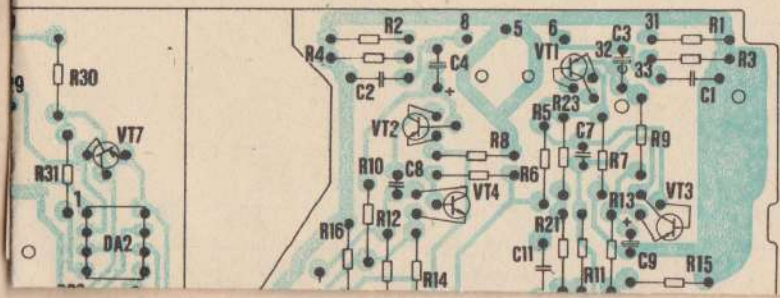 R2
8
5
6
C3
31
R1
R4
C4
VT1
32
R3
R30
C2
33
C1
R23
VT7
VT2
R5
C7
R8
R9
R31
R10
C8
R6
R7
1
VT4
R13
VT3
DA2
R12
R21
R16
C11
R14
R11
C9
R15